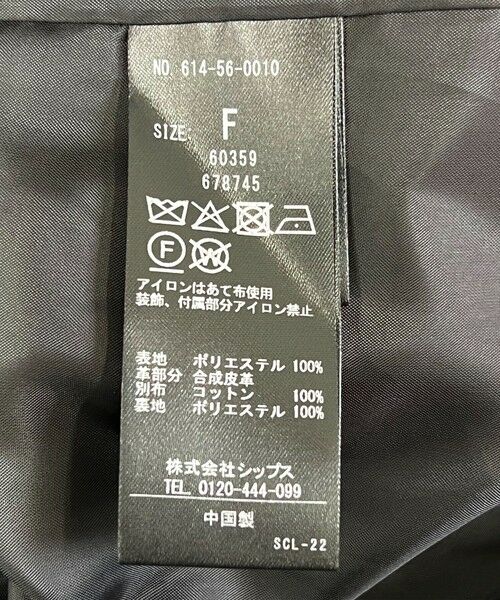 NO. 614-56-0010
SIZE: F
60359
678745
F W
アイロンはあて布使用
装飾、付属部分アイロン禁止
表地 ポリエステル 100%
革部分 合成皮革
別布 コットン 100%
裏地 ポリエステル 100%
株式会社シップス
TEL. 0120-444-099
中国製
SCL-22